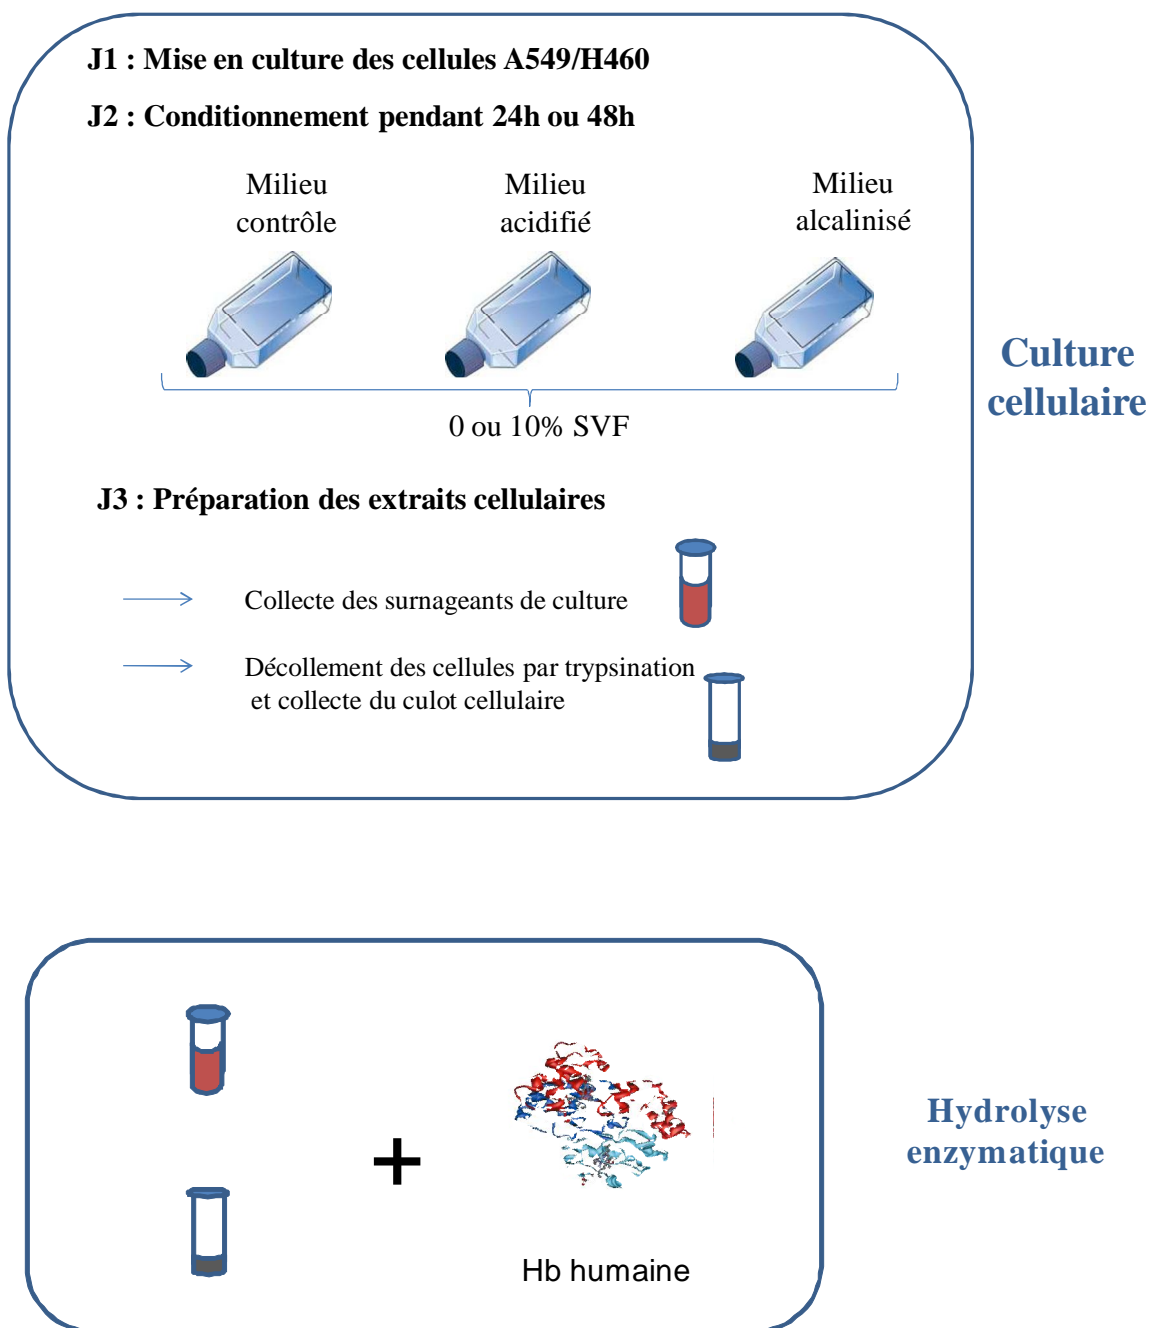 J1 : Mise en culture des cellules A549/H460
J2 : Conditionnement pendant 24h ou 48h
Milieu
contrôle
Milieu
acidifié
Milieu
alcalinisé
0 ou 10% SVF
Culture
cellulaire
J3 : Préparation des extraits cellulaires
Collecte des surnageants de culture
Décollement des cellules par trypsination
et collecte du culot cellulaire
+
Hb humaine
Hydrolyse
enzymatique